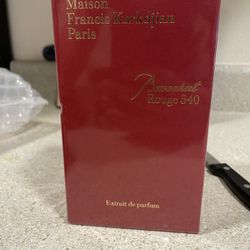 Maison
Francis Kurkdjian
Paris
Baccarat
Rouge 540
Extrait de parfum